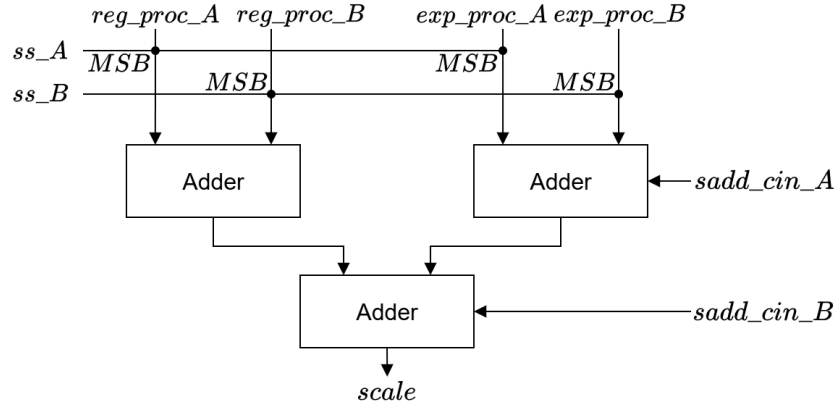 reg_proc_A reg_proc_B exp_proc_A exp_proc_B
ss_A
MSB MSB
ss_B MSB MSB
Adder Adder sadd_cin_A
Adder sadd_cin_B
scale